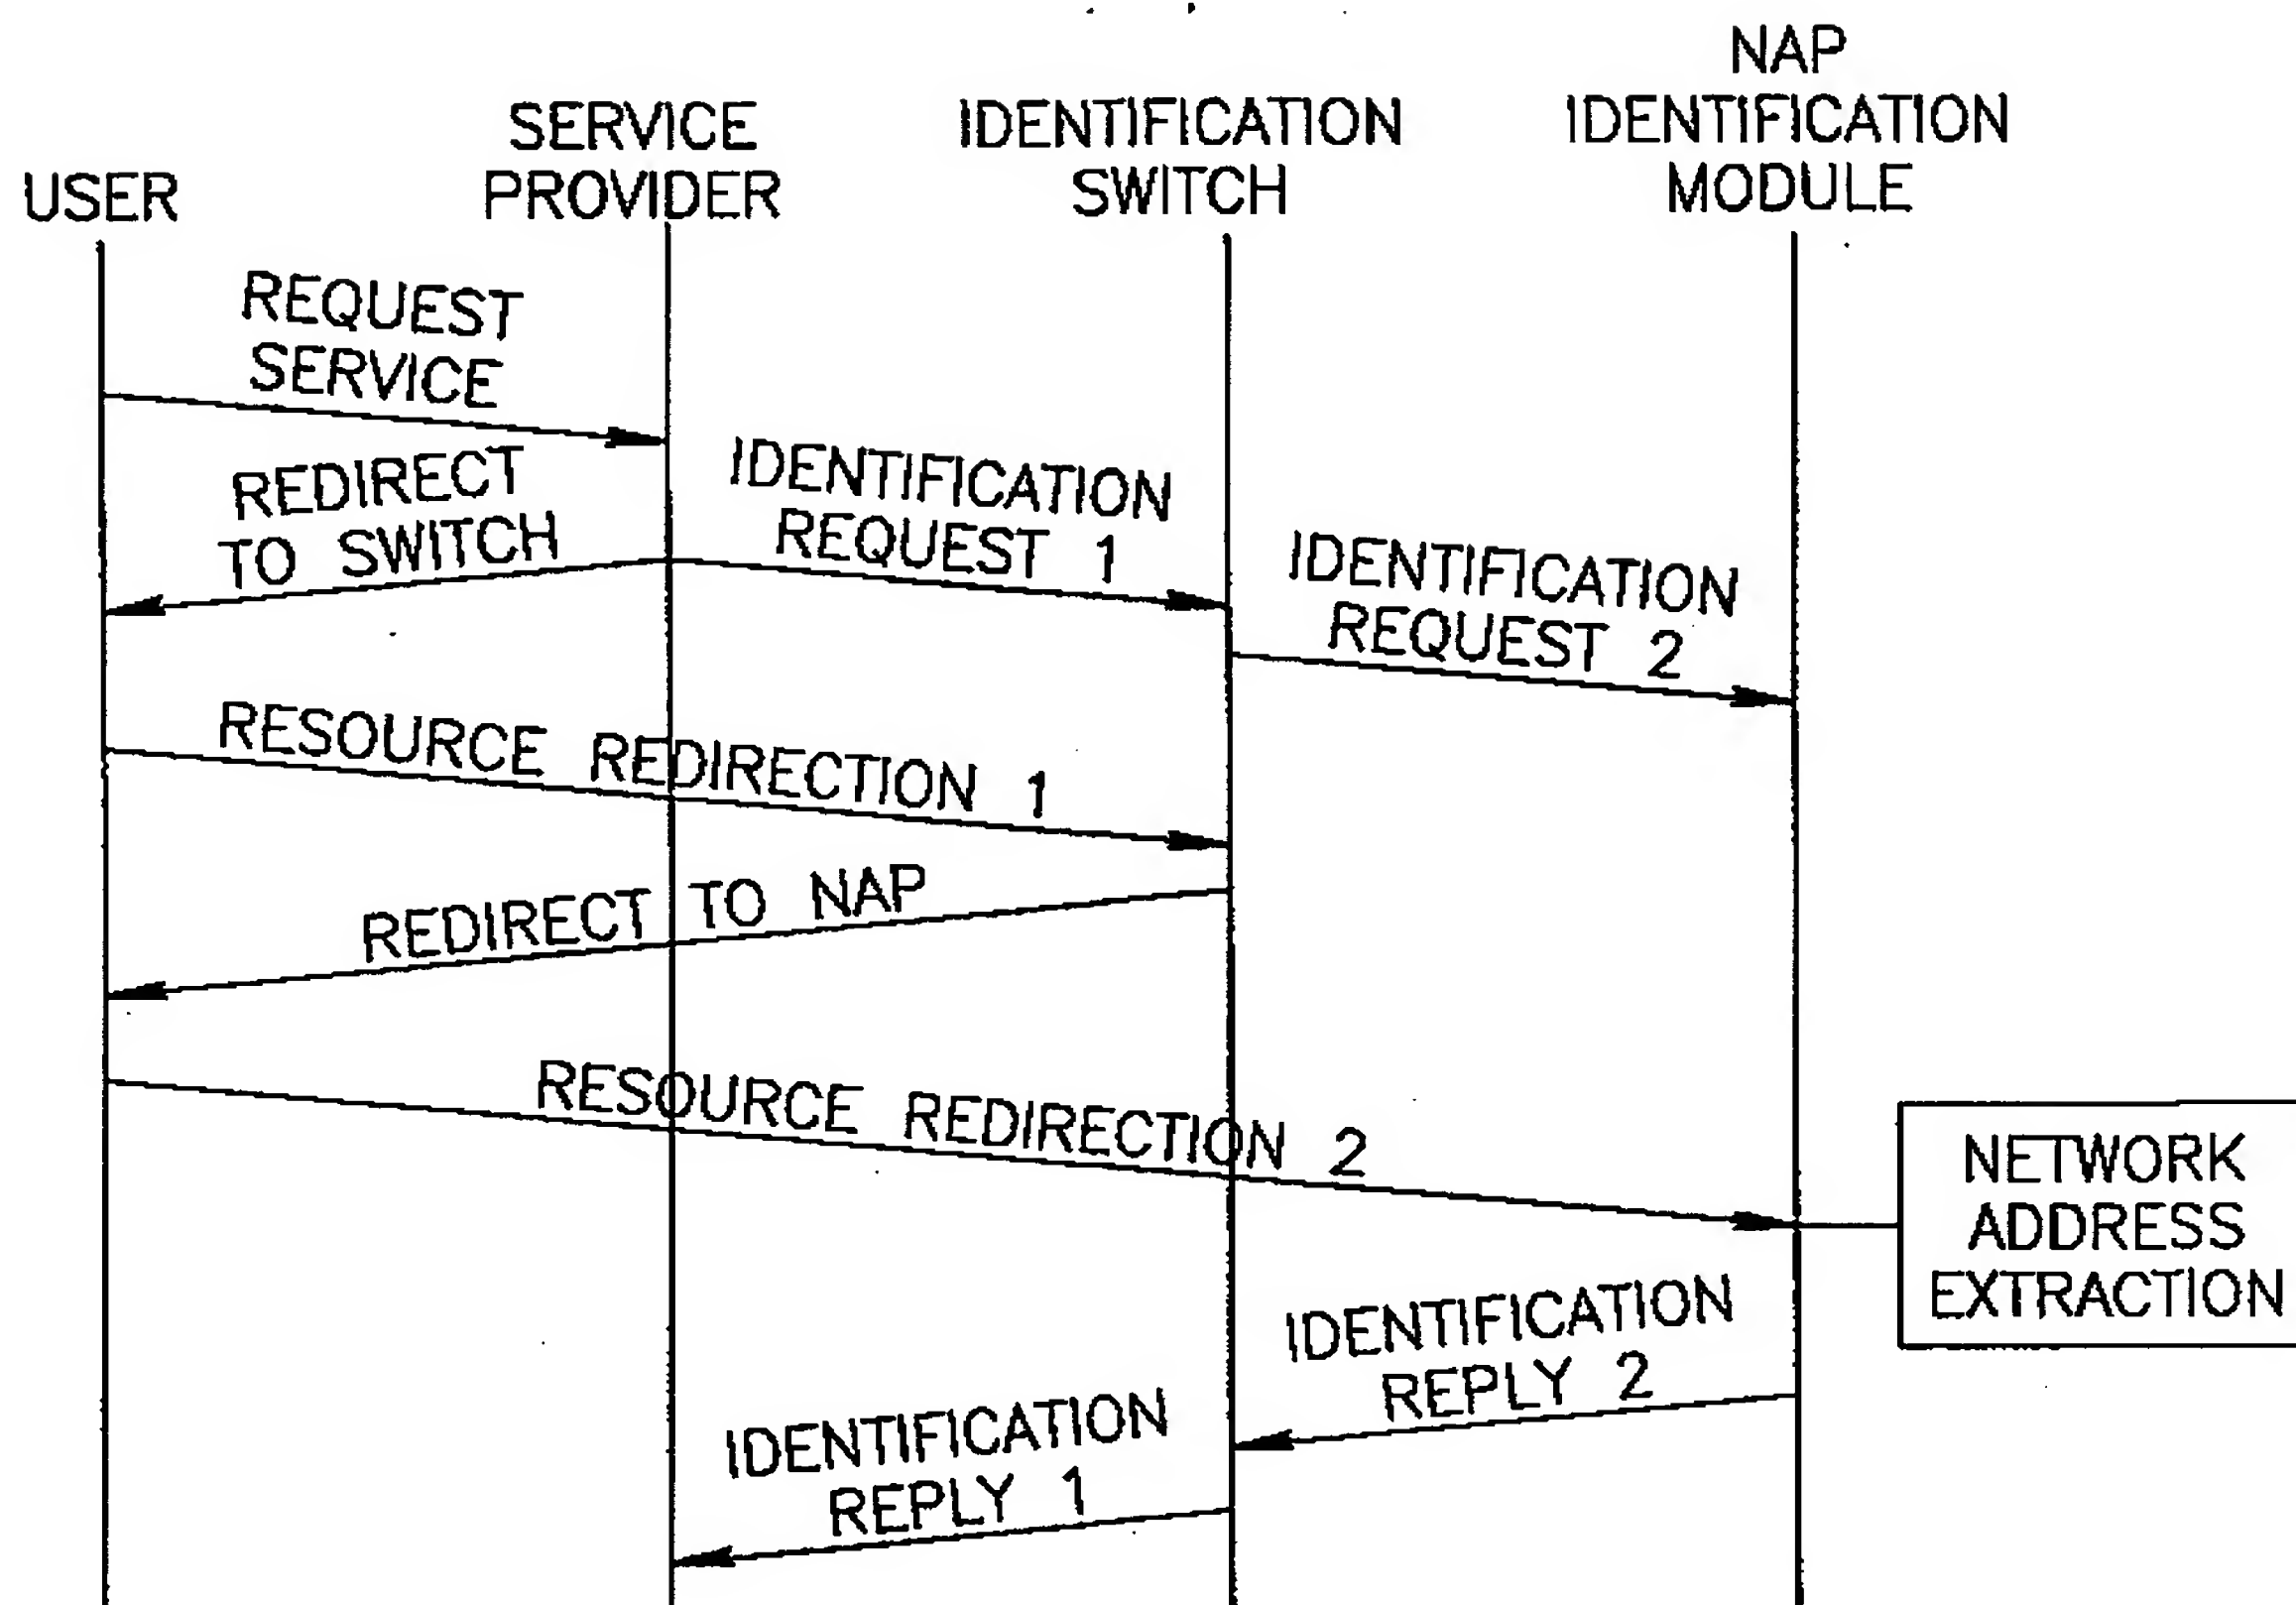 USER
SERVICE
PROVIDER
IDENTIFICATION
SWITCH
NAP
IDENTIFICATION
MODULE
REQUEST
SERVICE
REDIRECT
TO SWITCH
IDENTIFICATION
REQUEST 1
IDENTIFICATION
REQUEST 2
RESOURCE REDIRECTION 1
REDIRECT TO NAP
RESOURCE REDIRECTION 2
NETWORK
ADDRESS
EXTRACTION
IDENTIFICATION
REPLY 2
IDENTIFICATION
REPLY 1